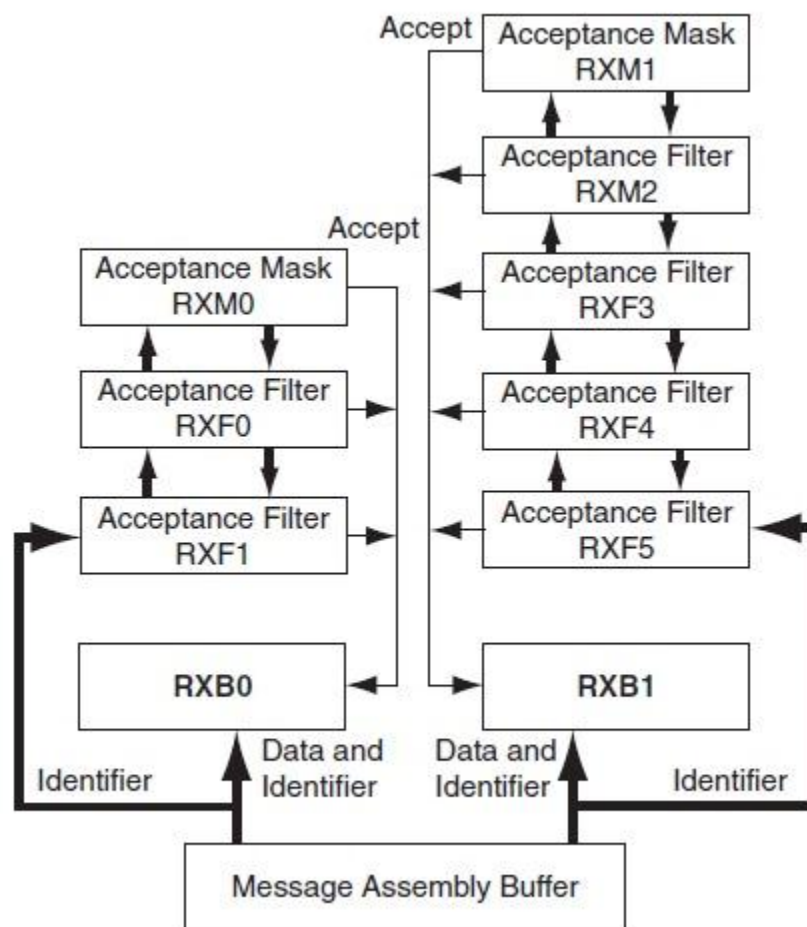 Accept
Acceptance Mask
RXM1
Acceptance Filter
RXM2
Accept
Acceptance Mask
RXM0
Acceptance Filter
RXF3
Acceptance Filter
RXF0
Acceptance Filter
RXF4
Acceptance Filter
RXF1
Acceptance Filter
RXF5
RXB0
RXB1
Identifier
Data and
Identifier
Data and
Identifier
Identifier
Message Assembly Buffer